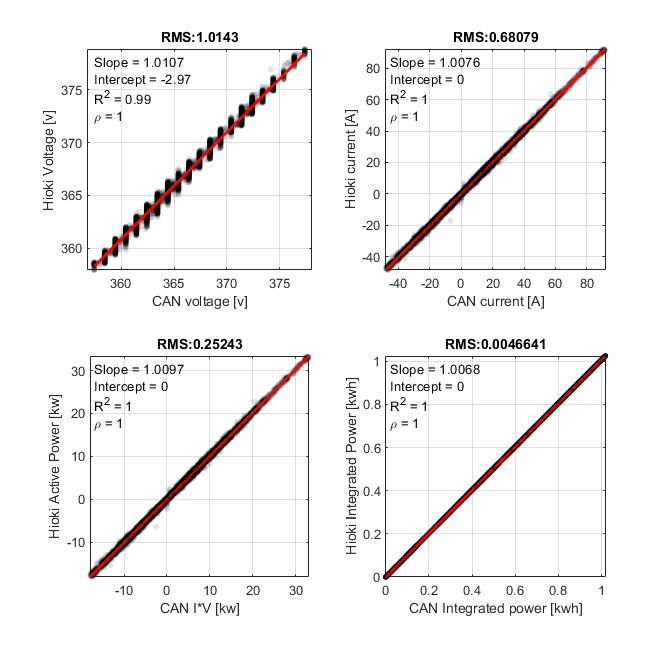 RMS:1.0143
Slope = 1.0107
Intercept = -2.97
R² = 0.99
ρ = 1
375
370
365
360
Hioki Voltage [v]
360 365 370 375
CAN voltage [v]
RMS:0.68079
Slope = 1.0076
Intercept = 0
R² = 1
ρ = 1
80
60
40
20
0
-20
-40
Hioki current [A]
-40 -20 0 20 40 60 80
CAN current [A]
RMS:0.25243
Slope = 1.0097
Intercept = 0
R² = 1
ρ = 1
30
20
10
0
-10
Hioki Active Power [kw]
-10 0 10 20 30
CAN I*V [kw]
RMS:0.0046641
Slope = 1.0068
Intercept = 0
R² = 1
ρ = 1
1
0.8
0.6
0.4
0.2
0
Hioki Integrated Power [kwh]
0 0.2 0.4 0.6 0.8 1
CAN Integrated power [kwh]